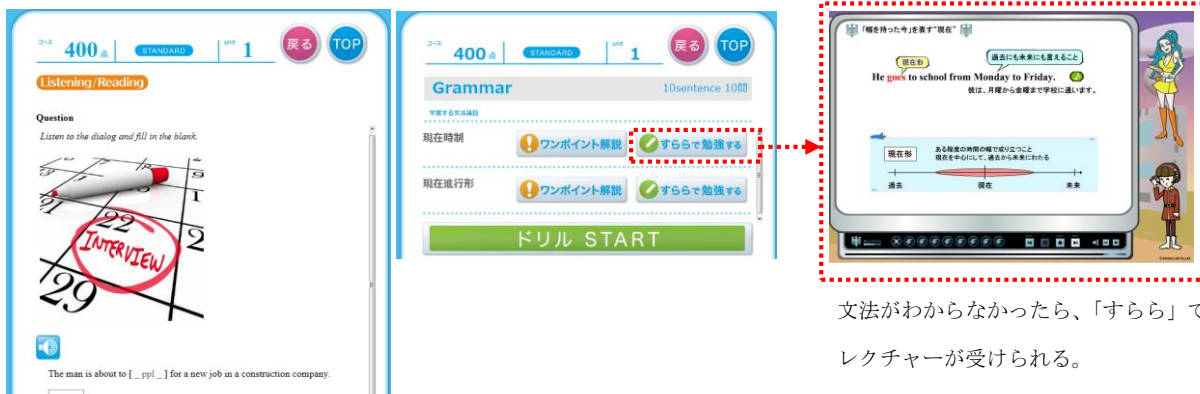 コース 400点 STANDARD unit 1 戻る TOP
Listening/Reading
Question
Listen to the dialog and fill in the blank.
15
21
22
29
2
INTERVIEW
The man is about to [ _ ppl _ ] for a new job in a construction company.
コース 400点 STANDARD unit 1 戻る TOP
Grammar 10sentence 10問
学習する文法項目
現在時制 ワンポイント解説 すららで勉強する
現在進行形 ワンポイント解説 すららで勉強する
ドリル START
「幅を持った今」を表す"現在"
現在形 過去にも未来にも言えること
He goes to school from Monday to Friday.
彼は、月曜から金曜まで学校に通います。
現在形 ある程度の時間の幅で成り立つこと
現在を中心にして、過去から未来にわたる
過去 現在 未来
文法がわからなかったら、「すらら」で
レクチャーが受けられる。